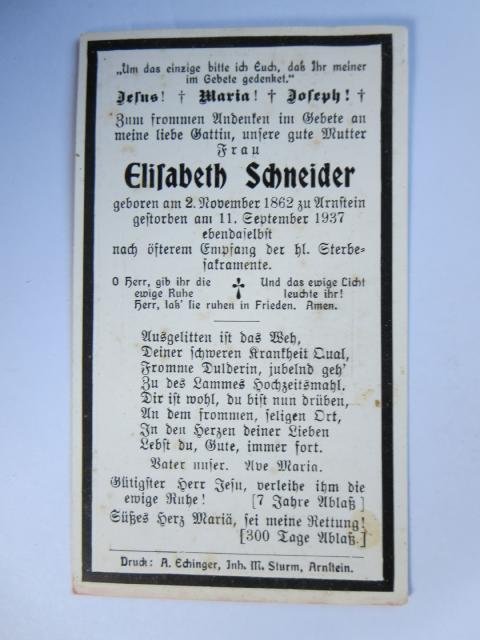 „Um das einzige bitte ich Euch, daß Ihr meiner
im Gebete gedenket."
Jesus! † Maria! † Joseph! †
Zum frommen Andenken im Gebete an
meine liebe Gattin, unsere gute Mutter
Frau
Elisabeth Schneider
geboren am 2. November 1862 zu Arnstein
gestorben am 11. September 1937
ebendaselbst
nach öfterem Empfang der hl. Sterbe-
sakramente.
O Herr, gib ihr die ewige Ruhe † Und das ewige Licht leuchte ihr!
Herr, laß' sie ruhen in Frieden. Amen.
Ausgelitten ist das Weh,
Deiner schweren Krankheit Qual,
Fromme Dulderin, jubelnd geh'
Zu des Lammes Hochzeitsmahl.
Dir ist wohl, du bist nun drüben,
An dem frommen, seligen Ort,
In den Herzen deiner Lieben
Lebst du, Gute, immer fort.
Vater unser. Ave Maria.
Gütigster Herr Jesu, verleihe ihm die
ewige Ruhe! [7 Jahre Ablaß]
Süßes Herz Mariä, sei meine Rettung!
[300 Tage Ablaß.]
Druck: A. Echinger, Inh. M. Sturm, Arnstein.